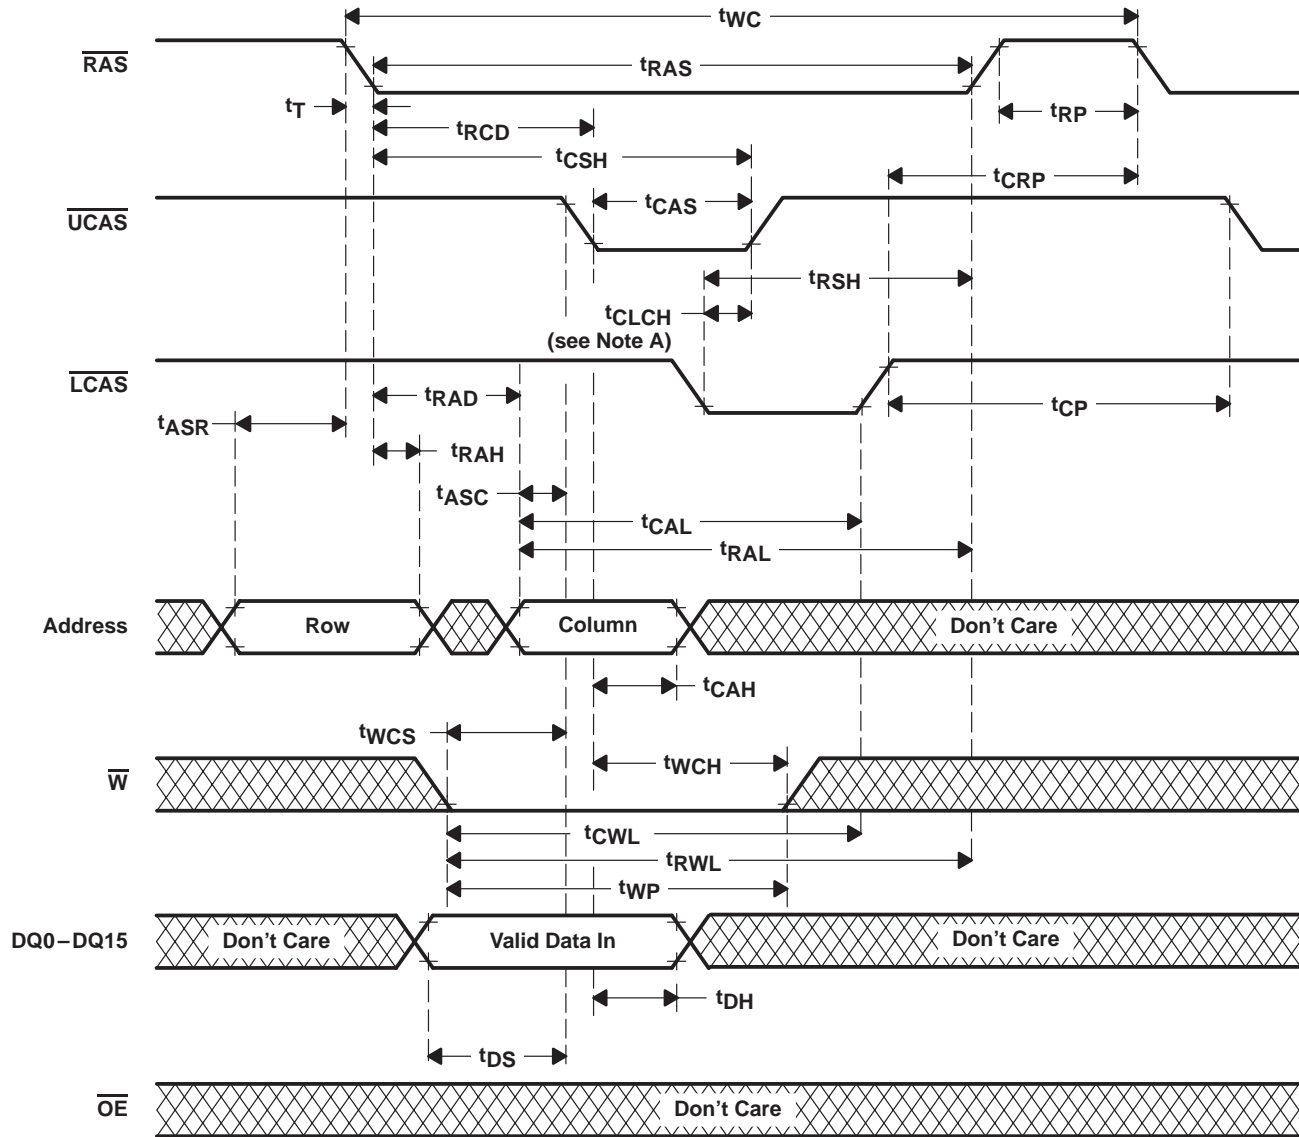 tWC
RAS
tRAS
tT
tRP
tRCD
tCSH
tCRP
UCAS
tCAS
tRSH
tCLCH
(see Note A)
LCAS
tRAD
tCP
tASR
tRAH
tASC
tCAL
tRAL
Address Row Column Don't Care
tCAH
tWCS
W
tWCH
tCWL
tRWL
tWP
DQ0–DQ15 Don't Care Valid Data In Don't Care
tDH
tDS
OE Don't Care